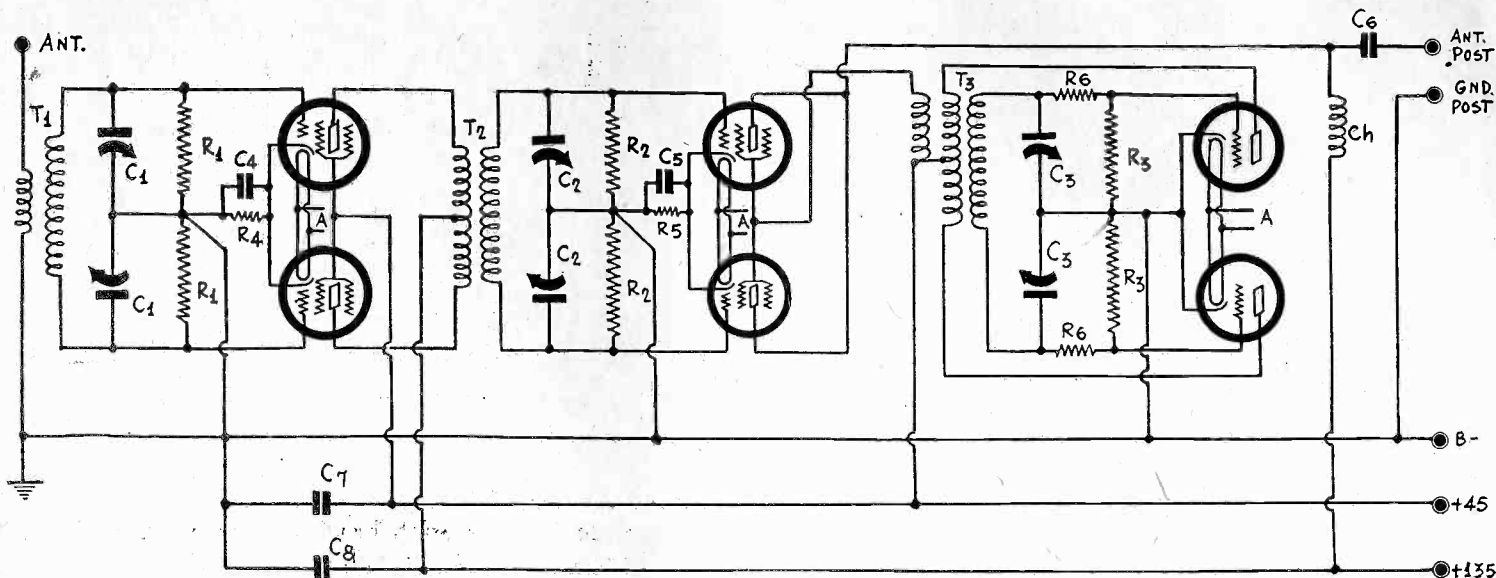 ANT.
C6
ANT.
POST
GND.
POST
T1
C1
R1
C4
R4
A
C1
R1
T2
C2
R2
C5
R5
A
C2
R2
T3
R6
C3
R3
A
C3
R3
R6
Ch
B-
C7
+45
C8
+135